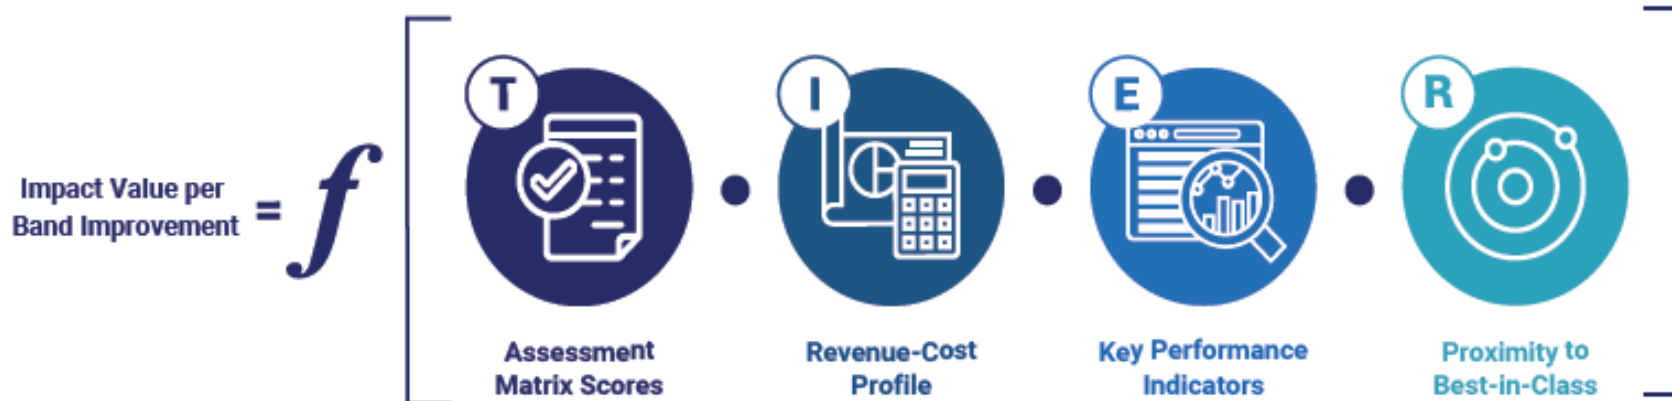 T
I
E
R
Impact Value per
Band Improvement
= f
Assessment
Matrix Scores
Revenue-Cost
Profile
Key Performance
Indicators
Proximity to
Best-in-Class